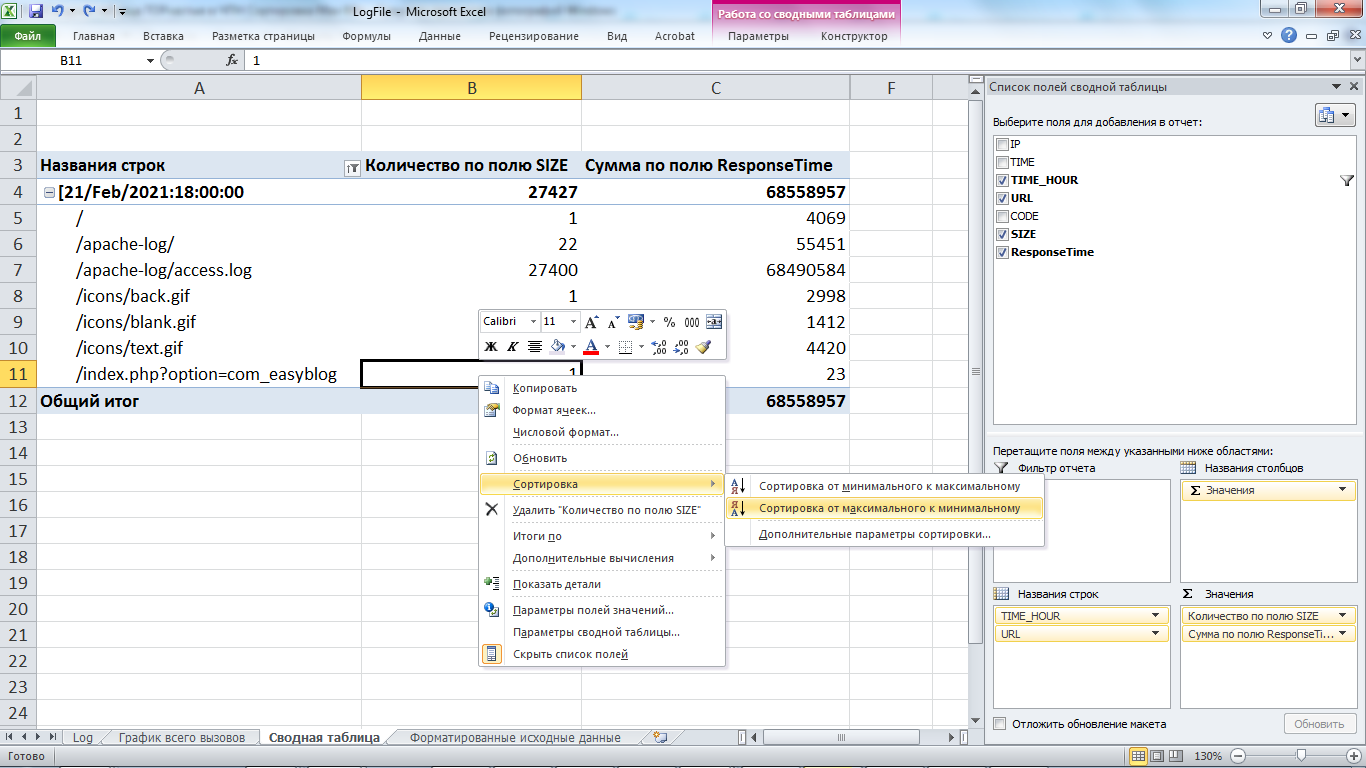 LogFile - Microsoft Excel
Работа со сводными таблицами
Файл Главная Вставка Разметка страницы Формулы Данные Рецензирование Вид Acrobat Параметры Конструктор
B11 fx 1
A B C F
1
2
3 Названия строк Количество по полю SIZE Сумма по полю ResponseTime
4 [21/Feb/2021:18:00:00 27427 68558957
5 / 1 4069
6 /apache-log/ 22 55451
7 /apache-log/access.log 27400 68490584
8 /icons/back.gif 1 2998
9 /icons/blank.gif 1412
10 /icons/text.gif 4420
11 /index.php?option=com_easyblog 1 23
12 Общий итог 68558957
13
14
15
16
17
18
19
20
21
22
23
24
Calibri 11 % 000
Ж К А
Копировать
Формат ячеек...
Числовой формат...
Обновить
Сортировка
Удалить "Количество по полю SIZE"
Итоги по
Дополнительные вычисления
Показать детали
Параметры полей значений...
Параметры сводной таблицы...
Скрыть список полей
Сортировка от минимального к максимальному
Сортировка от максимального к минимальному
Дополнительные параметры сортировки...
Список полей сводной таблицы
Выберите поля для добавления в отчет:
IP
TIME
TIME_HOUR
URL
CODE
SIZE
ResponseTime
Перетащите поля между указанными ниже областями:
Фильтр отчета Названия столбцов
Σ Значения
Названия строк Σ Значения
TIME_HOUR Количество по полю SIZE
URL Сумма по полю ResponseTi...
Отложить обновление макета Обновить
Log График всего вызовов Сводная таблица Форматированные исходные данные
Готово 130%